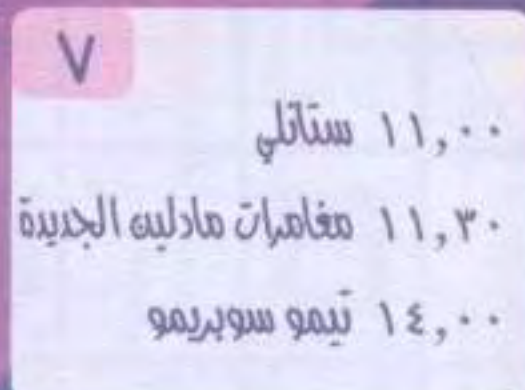 ٧
١١,٠٠ ستانلي
١١,٣٠ مغامرات مادلين الجديدة
١٤,٠٠ تيمو سوبريمو